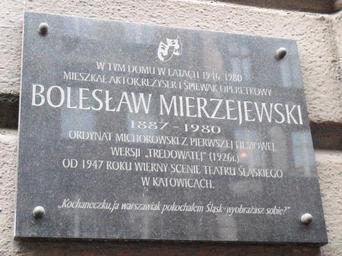 W TYM DOMU W LATACH 1946-1980
MIESZKAŁ AKTOR, REŻYSER I ŚPIEWAK OPERETKOWY
BOLESŁAW MIERZEJEWSKI
1887 - 1980
ORDYNAT MICHOROWSKI Z PIERWSZEJ FILMOWEJ
WERSJI „TRĘDOWATEJ” (1926r.)
OD 1947 ROKU WIERNY SCENIE TEATRU ŚLĄSKIEGO
W KATOWICACH.
„Kochaneczku, ja warszawiak pokochałem Śląsk - wyobrażasz sobie?”